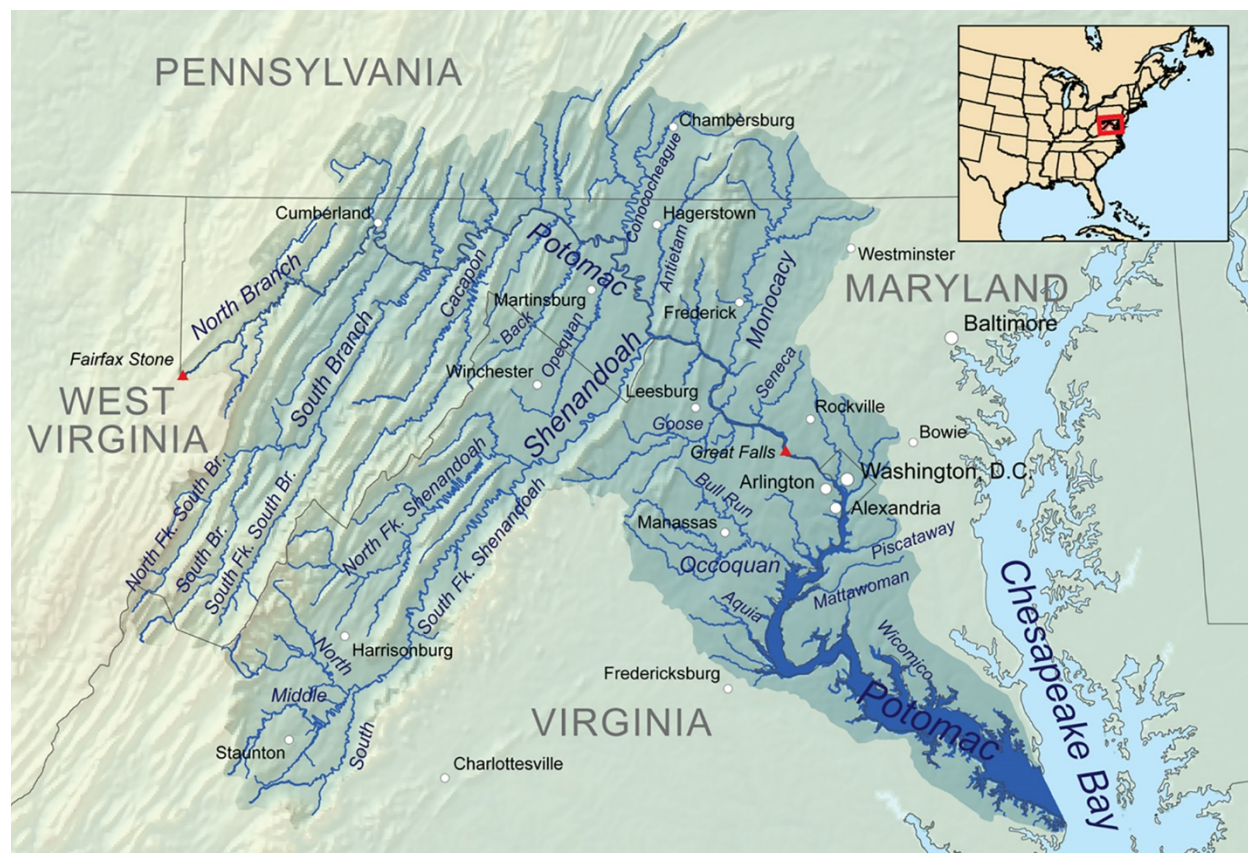 PENNSYLVANIA
Chambersburg
Conococheague
Cumberland
Hagerstown
Potomac
Antietam
Westminster
North Branch
Cacapon
Martinsburg
Frederick
Monocacy
MARYLAND
Baltimore
Fairfax Stone
South Branch
Back
Opequan
Shenandoah
Winchester
Leesburg
Seneca
WEST
VIRGINIA
Rockville
Goose
Bowie
Great Falls
Washington, D.C.
Arlington
Alexandria
North Fk. South Br.
South Br.
South Fk. South Br.
North Fk. Shenandoah
South Fk. Shenandoah
Bull Run
Manassas
Piscataway
Occoquan
Mattawoman
Chesapeake Bay
Aquia
Wicomico
Harrisonburg
North
Fredericksburg
Middle
Potomac
VIRGINIA
Staunton
South
Charlottesville